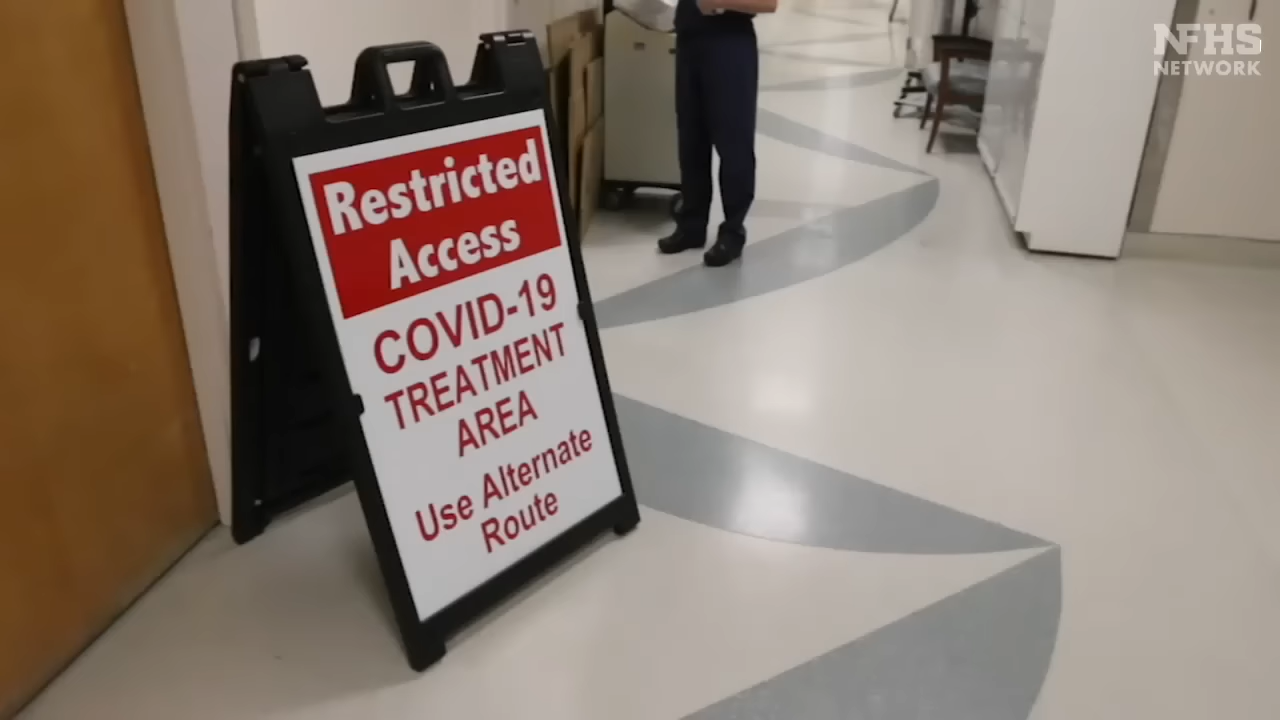 NFHS
NETWORK
Restricted
Access
COVID-19
TREATMENT
AREA
Use Alternate
Route